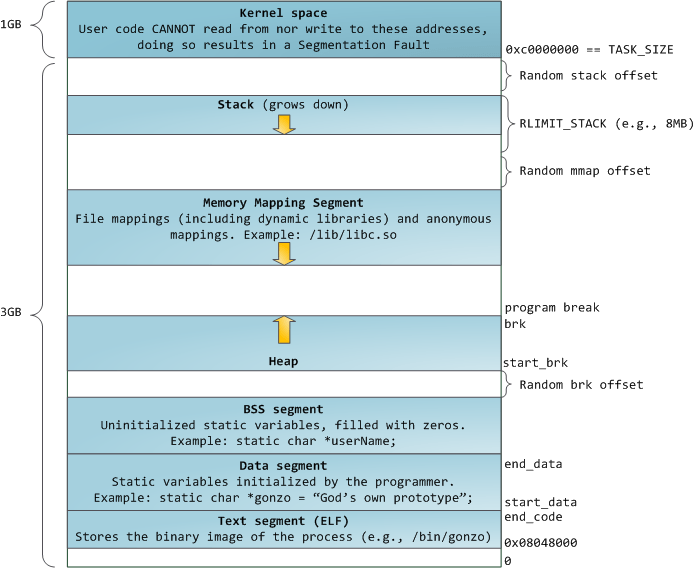 Kernel space
1GB
User code CANNOT read from nor write to these addresses,
doing so results in a Segmentation Fault
0xc0000000 == TASK_SIZE
Random stack offset
Stack (grows down)
RLIMIT_STACK (e.g., 8MB)
Random mmap offset
Memory Mapping Segment
File mappings (including dynamic libraries) and anonymous
mappings. Example: /lib/libc.so
3GB
program break
brk
Heap
start_brk
Random brk offset
BSS segment
Uninitialized static variables, filled with zeros.
Example: static char *userName;
Data segment
end_data
Static variables initialized by the programmer.
Example: static char *gonzo = “God’s own prototype”;
start_data
end_code
Text segment (ELF)
Stores the binary image of the process (e.g., /bin/gonzo)
0x08048000
0